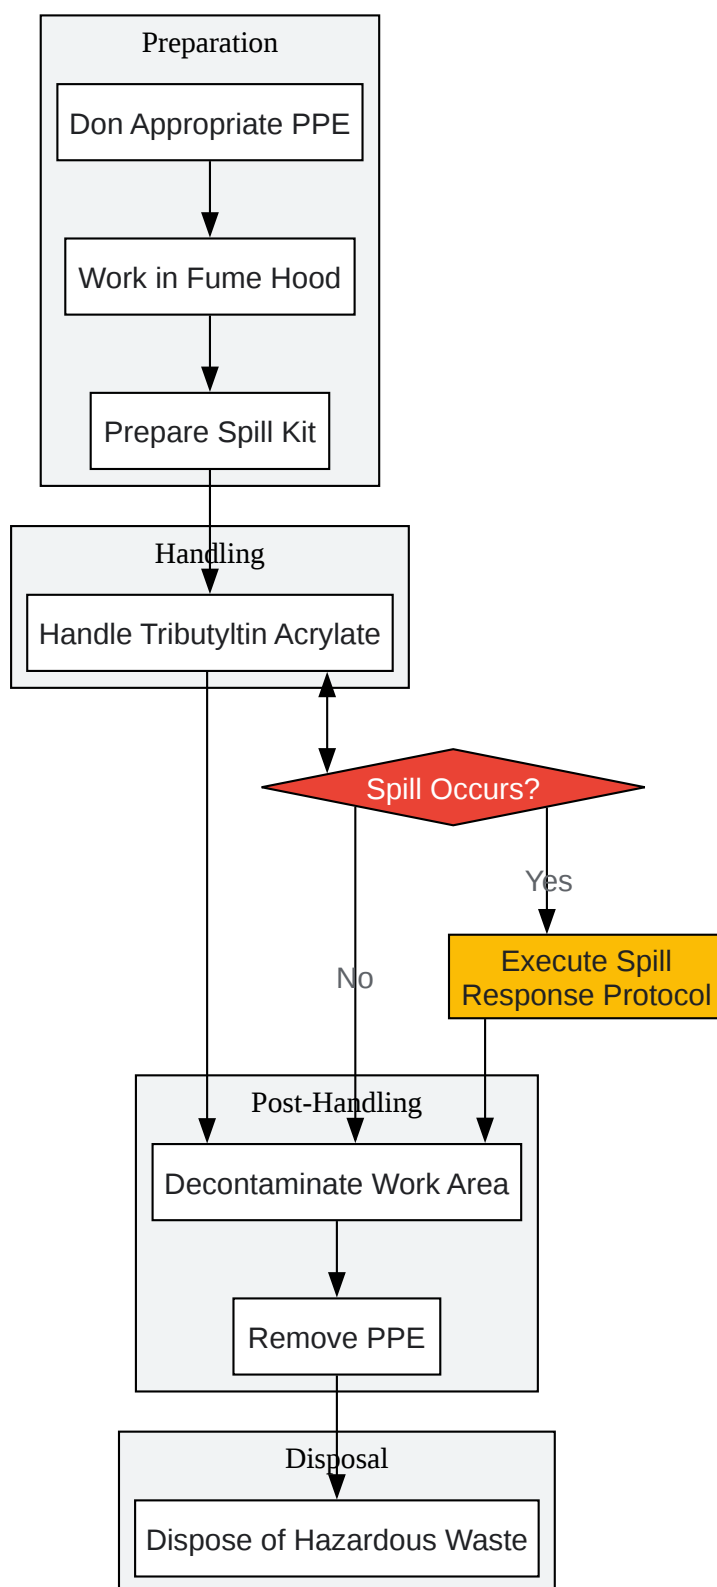 Preparation
Don Appropriate PPE
Work in Fume Hood
Prepare Spill Kit
Handling
Handle Tributyltin Acrylate
Spill Occurs?
Yes
Execute Spill
Response Protocol
No
Post-Handling
Decontaminate Work Area
Remove PPE
Disposal
Dispose of Hazardous Waste